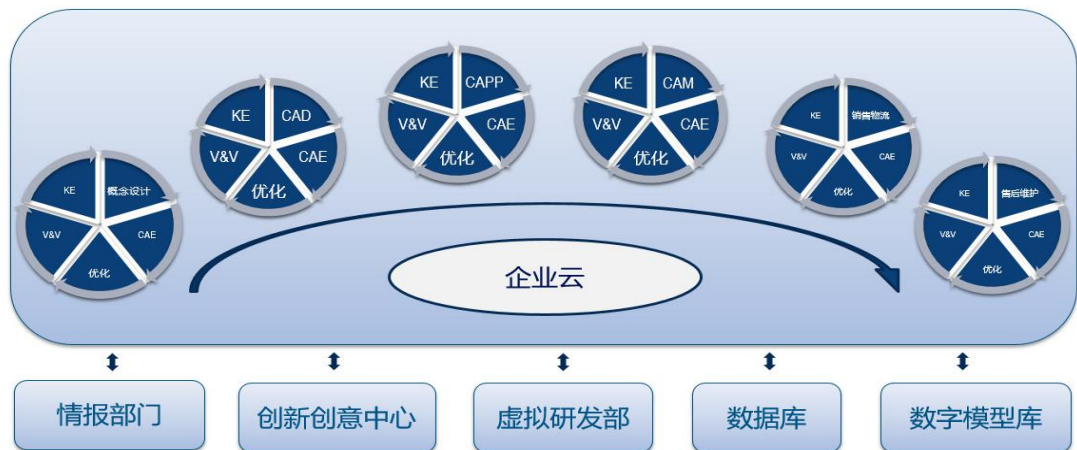 KE
概念设计
V&V
CAE
优化
KE
CAD
V&V
CAE
优化
KE
CAPP
V&V
CAE
优化
KE
CAM
V&V
CAE
优化
KE
销售物流
V&V
CAE
优化
KE
售后维护
V&V
CAE
优化
企业云
情报部门
创新创意中心
虚拟研发部
数据库
数字模型库